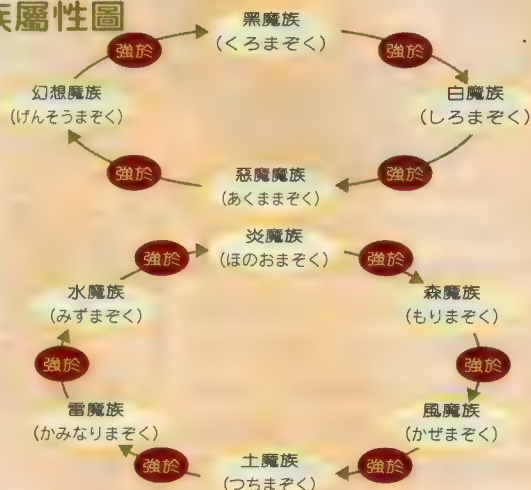 族屬性圖
黑魔族
(くろまぞく)
強於
強於
幻想魔族
(げんそうまぞく)
白魔族
(しろまぞく)
強於
強於
惡魔魔族
(あくままぞく)
炎魔族
(ほのおまぞく)
強於
強於
水魔族
(みずまぞく)
森魔族
(もりまぞく)
強於
強於
雷魔族
(かみなりまぞく)
風魔族
(かぜまぞく)
強於
強於
土魔族
(つちまぞく)